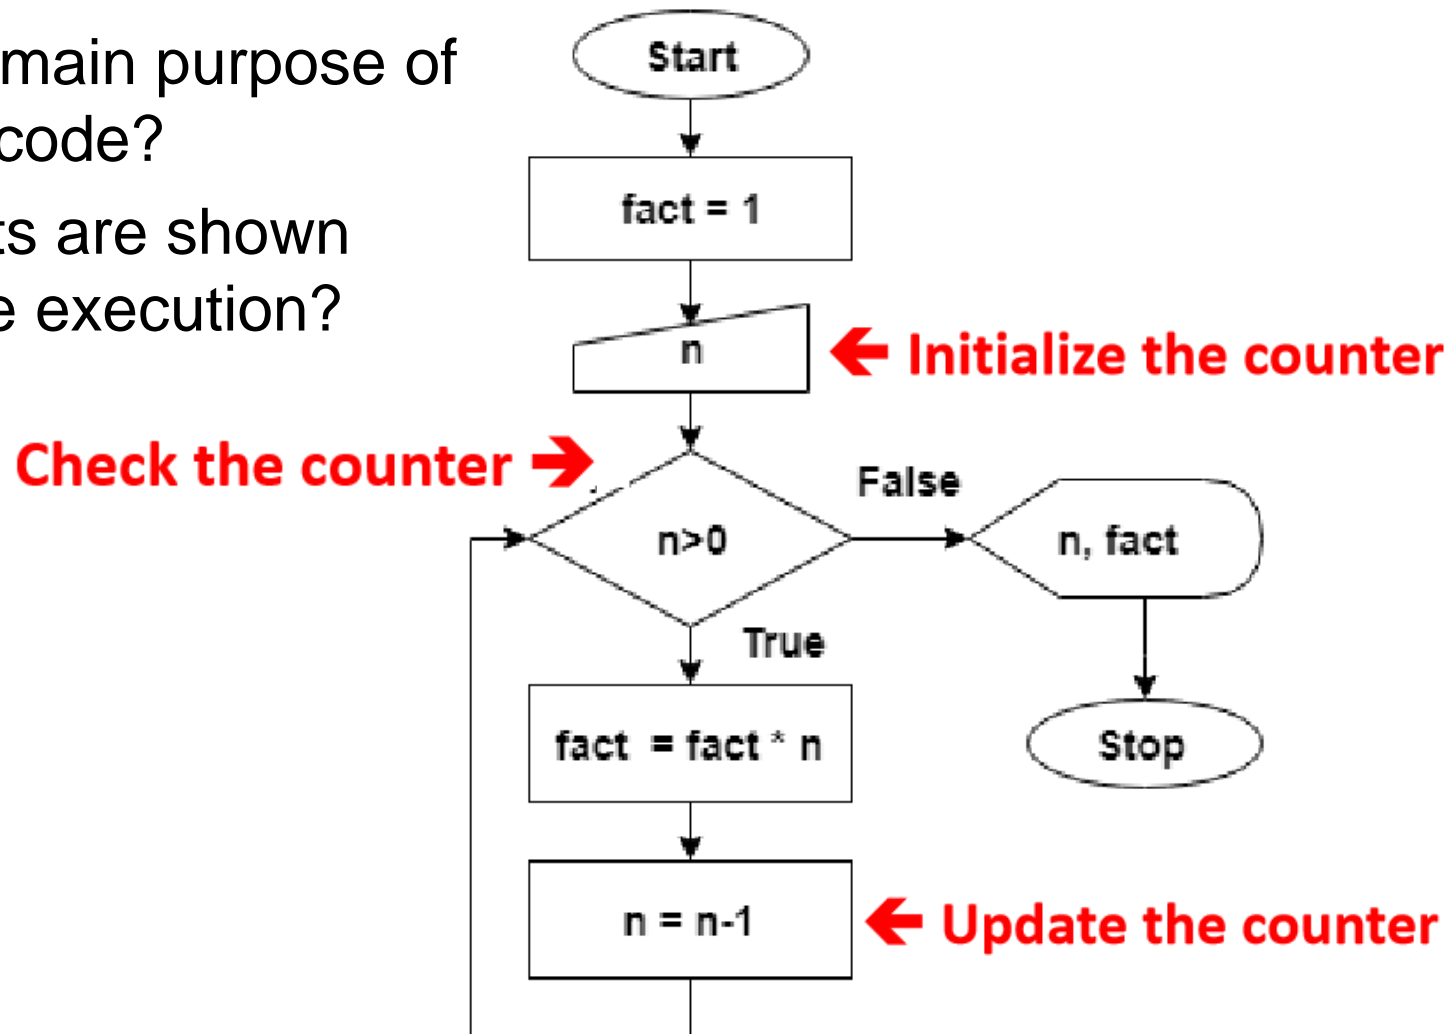 main purpose of
code?
ts are shown
e execution?
Start
fact = 1
n
← Initialize the counter
Check the counter →
n>0
False
n, fact
True
fact = fact * n
Stop
n = n-1
← Update the counter